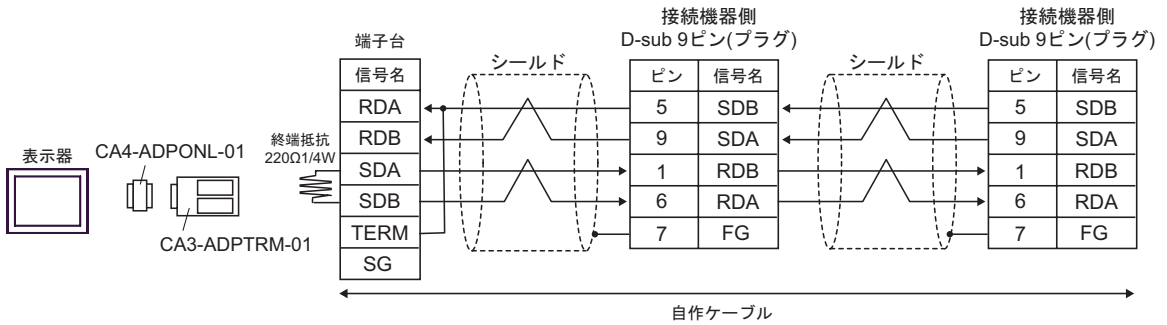 表示器
CA4-ADPONL-01
CA3-ADPTRM-01
終端抵抗
220Ω1/4W
端子台
信号名
RDA
RDB
SDA
SDB
TERM
SG
シールド
接続機器側
D-sub 9ピン(プラグ)
ピン 信号名
5 SDB
9 SDA
1 RDB
6 RDA
7 FG
シールド
接続機器側
D-sub 9ピン(プラグ)
ピン 信号名
5 SDB
9 SDA
1 RDB
6 RDA
7 FG
自作ケーブル